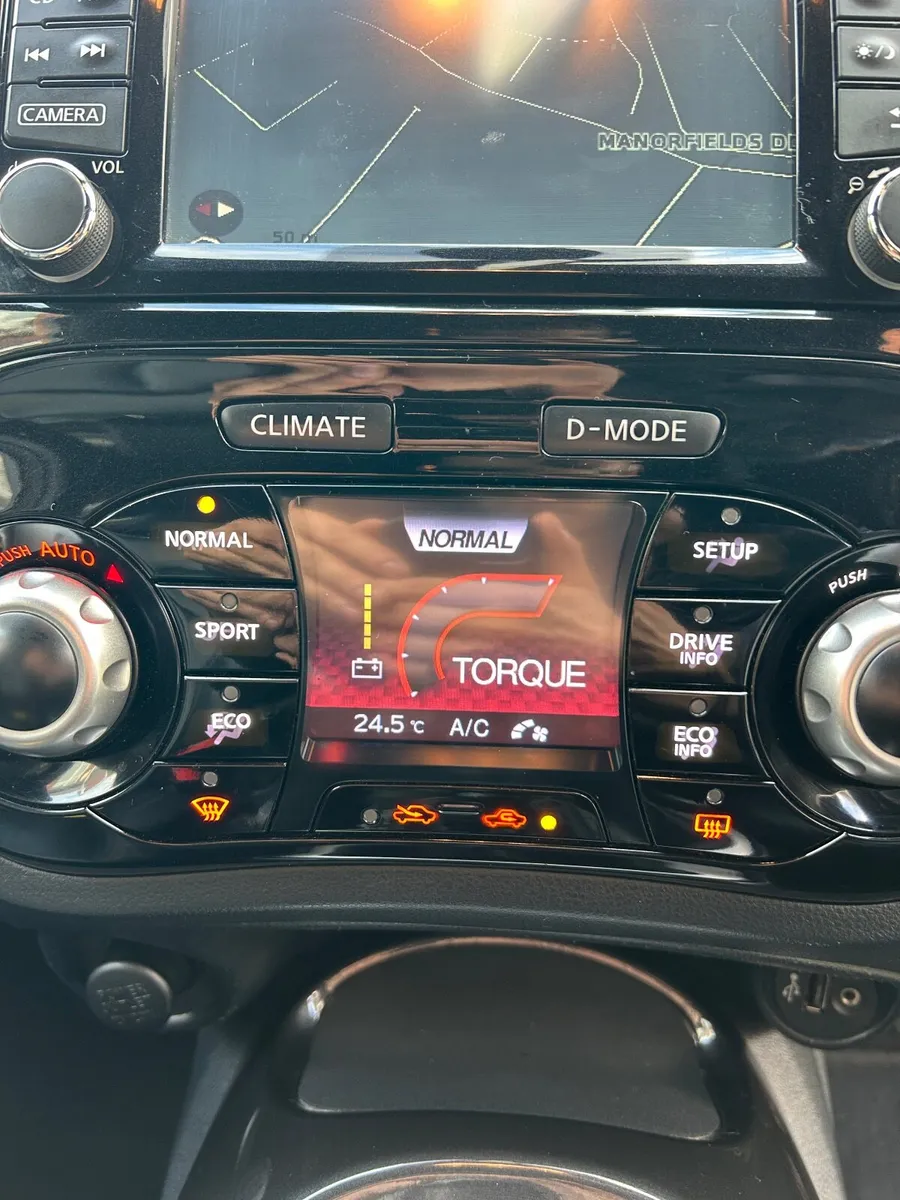 CAMERA
VOL
MANORFIELDS
50 m
CLIMATE
D-MODE
NORMAL
NORMAL
SETUP
PUSH AUTO
PUSH
SPORT
DRIVE
INFO
TORQUE
ECO
ECO
INFO
24.5 °C A/C